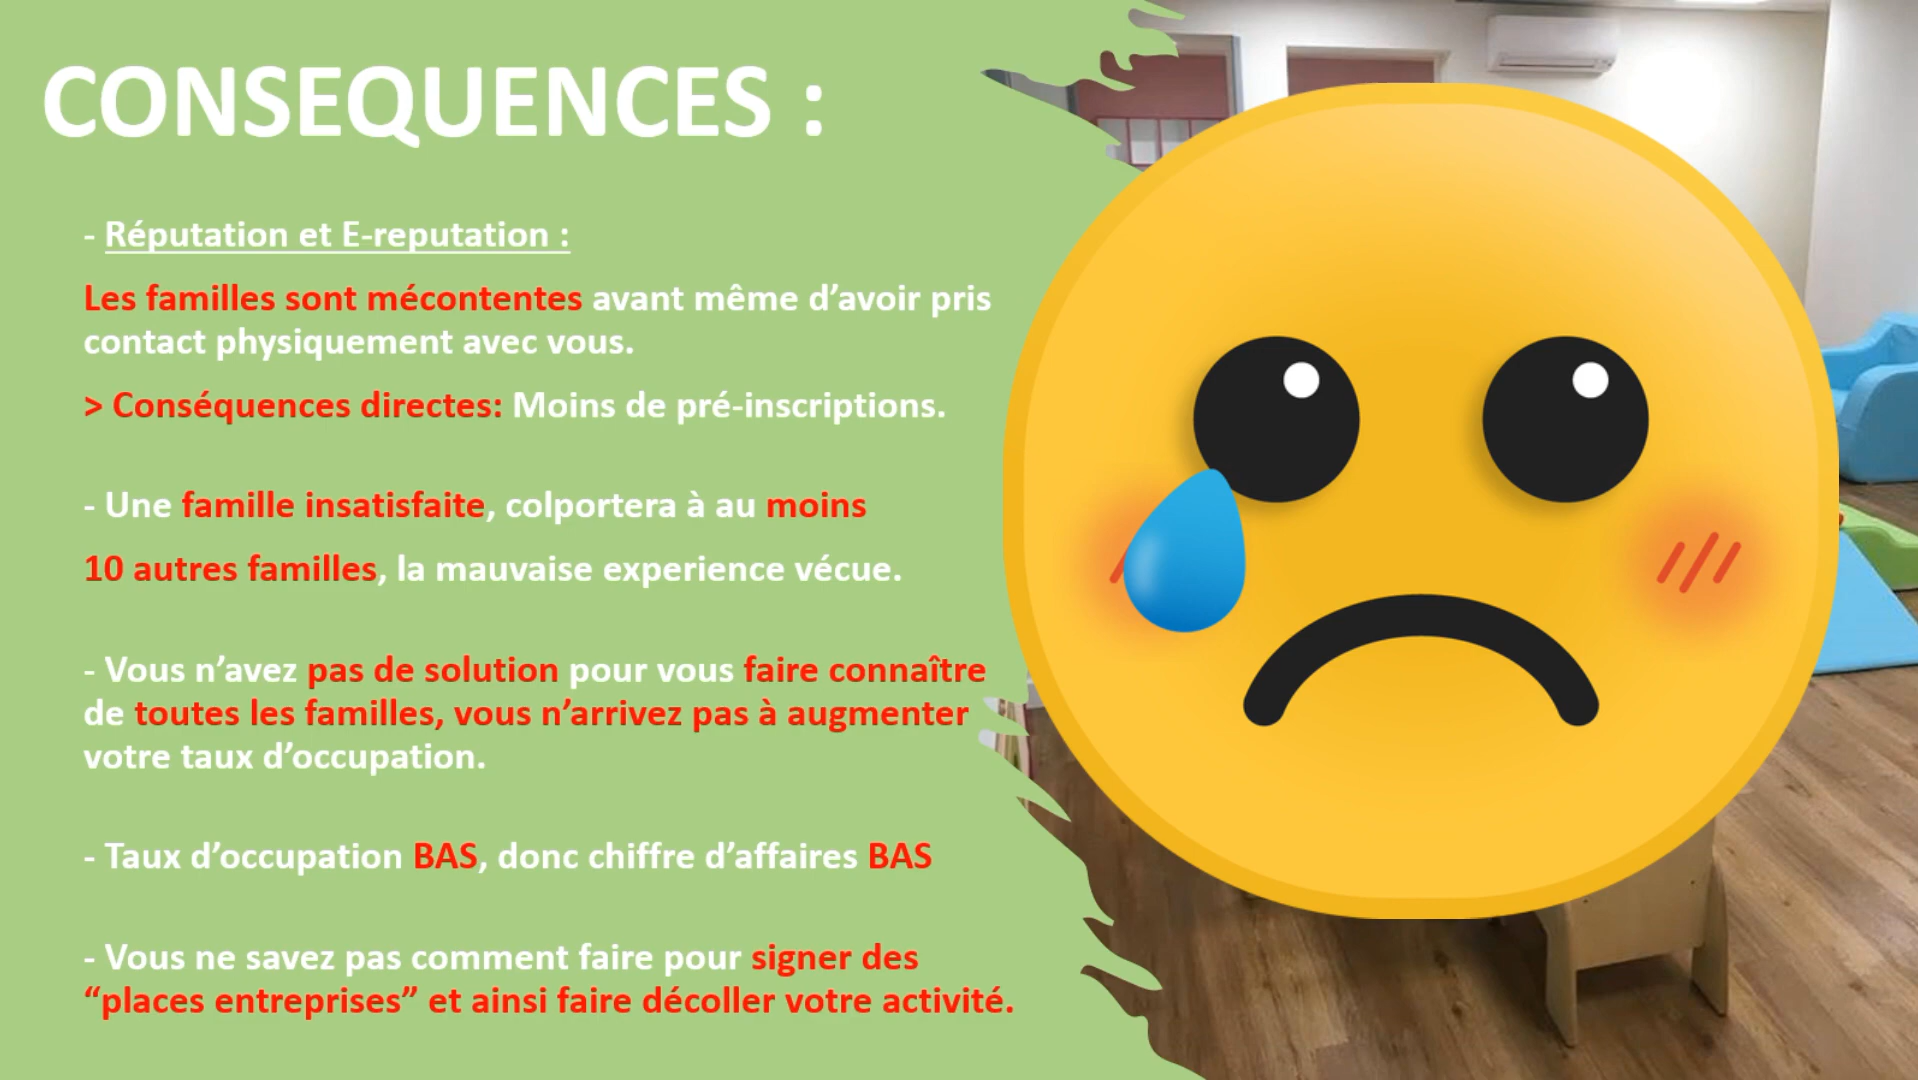 CONSEQUENCES :
- Réputation et E-reputation :
Les familles sont mécontentes avant même d’avoir pris
contact physiquement avec vous.
> Conséquences directes: Moins de pré-inscriptions.
- Une famille insatisfaite, colportera à au moins
10 autres familles, la mauvaise experience vécue.
- Vous n’avez pas de solution pour vous faire connaître
de toutes les familles, vous n’arrivez pas à augmenter
votre taux d’occupation.
- Taux d’occupation BAS, donc chiffre d’affaires BAS
- Vous ne savez pas comment faire pour signer des
“places entreprises” et ainsi faire décoller votre activité.